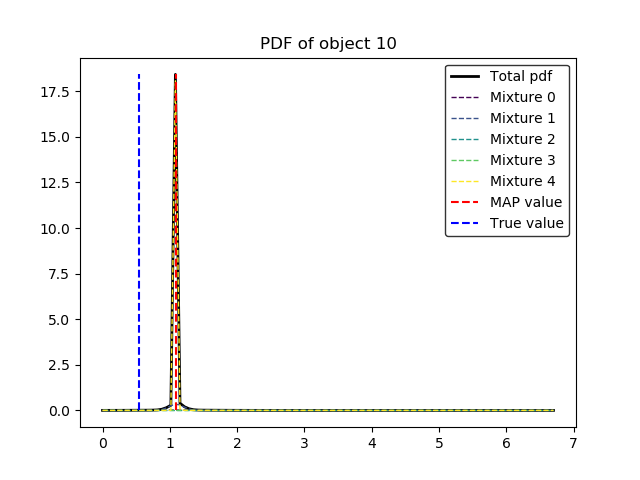 PDF of object 10
Total pdf
Mixture 0
Mixture 1
Mixture 2
Mixture 3
Mixture 4
MAP value
True value
17.5
15.0
12.5
10.0
7.5
5.0
2.5
0.0
0 1 2 3 4 5 6 7